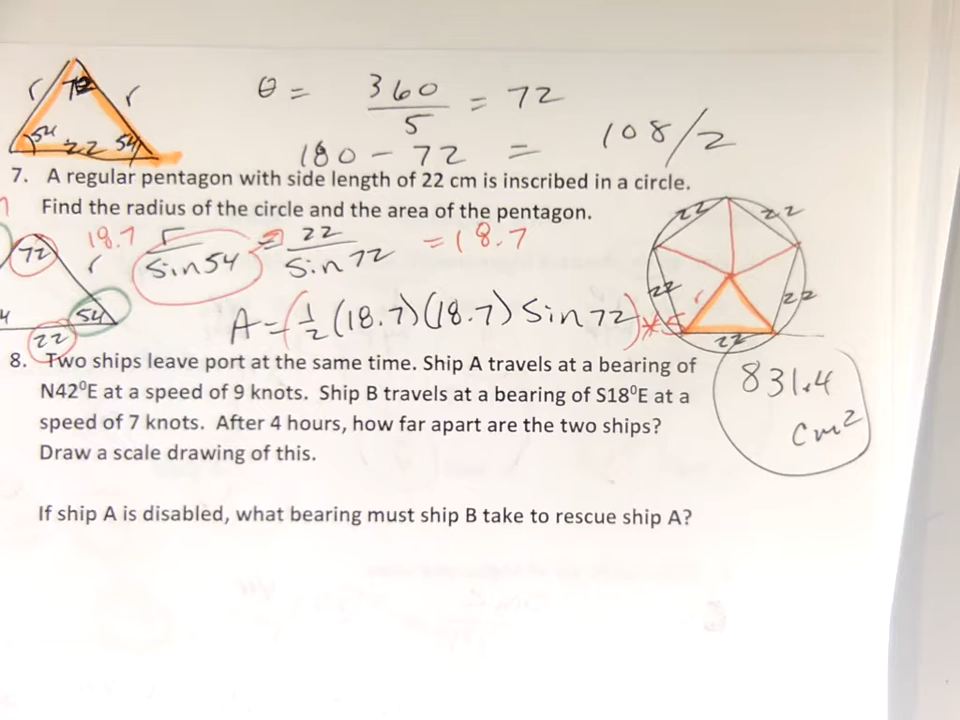 r 72 r θ = 360/5 = 72
54 22 54 180 - 72 = 108/2
7. A regular pentagon with side length of 22 cm is inscribed in a circle.
Find the radius of the circle and the area of the pentagon.
22 22
72 r 18.7 r/sin54 = 22/sin72 = 18.7
54 22 22 r 22
A = (1/2 (18.7)(18.7) sin 72) * 5
22 22
8. Two ships leave port at the same time. Ship A travels at a bearing of
N42⁰E at a speed of 9 knots. Ship B travels at a bearing of S18⁰E at a
speed of 7 knots. After 4 hours, how far apart are the two ships?
Draw a scale drawing of this.
831.4
cm²
If ship A is disabled, what bearing must ship B take to rescue ship A?